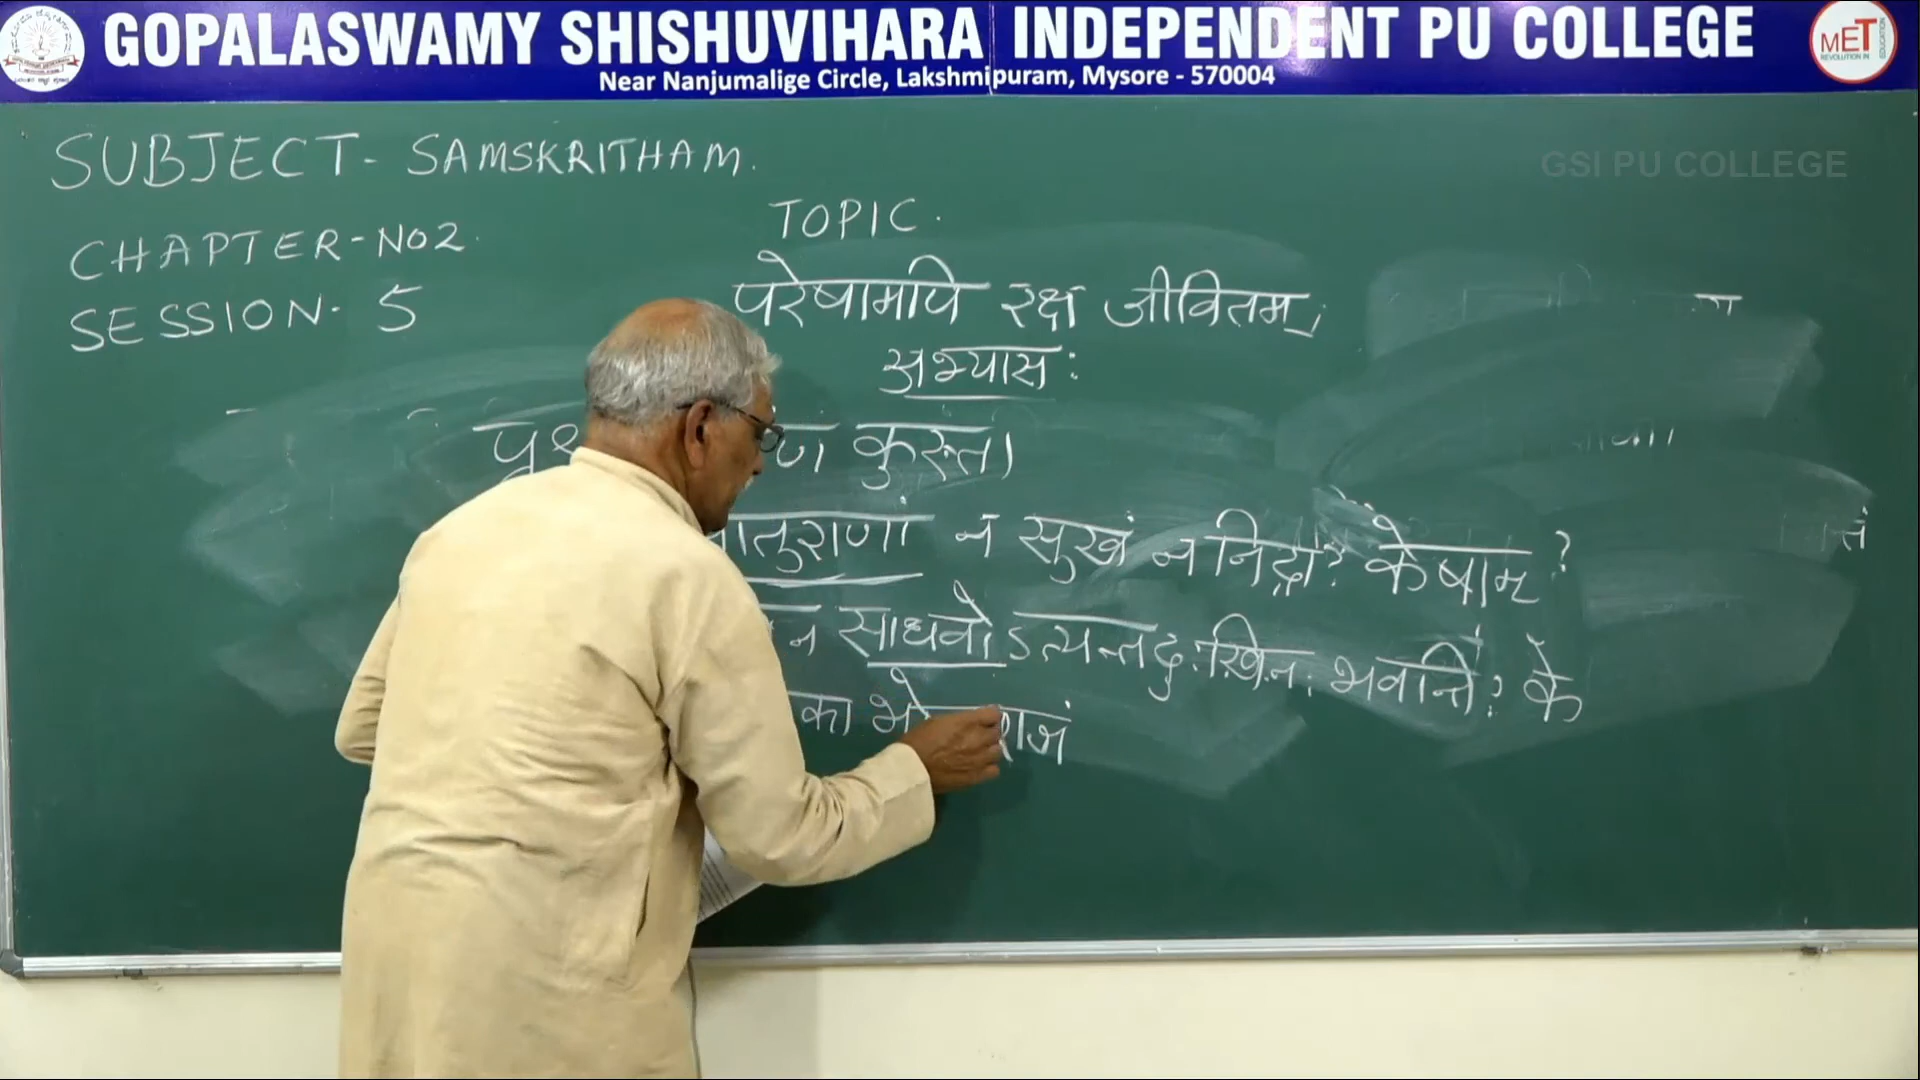 GOPALASWAMY SHISHUVIHARA INDEPENDENT PU COLLEGE
Near Nanjumalige Circle, Lakshmipuram, Mysore - 570004
MET
GSI PU COLLEGE
SUBJECT- SAMSKRITHAM.
CHAPTER-NO2.
SESSION- 5
TOPIC.
परेषामपि रक्ष जीवितम्।
अभ्यासः
कुरुत।
न सुखं न निद्रा? केषाम्?
न साधवोऽत्यन्तदुःखिनः भवन्ति? के
का